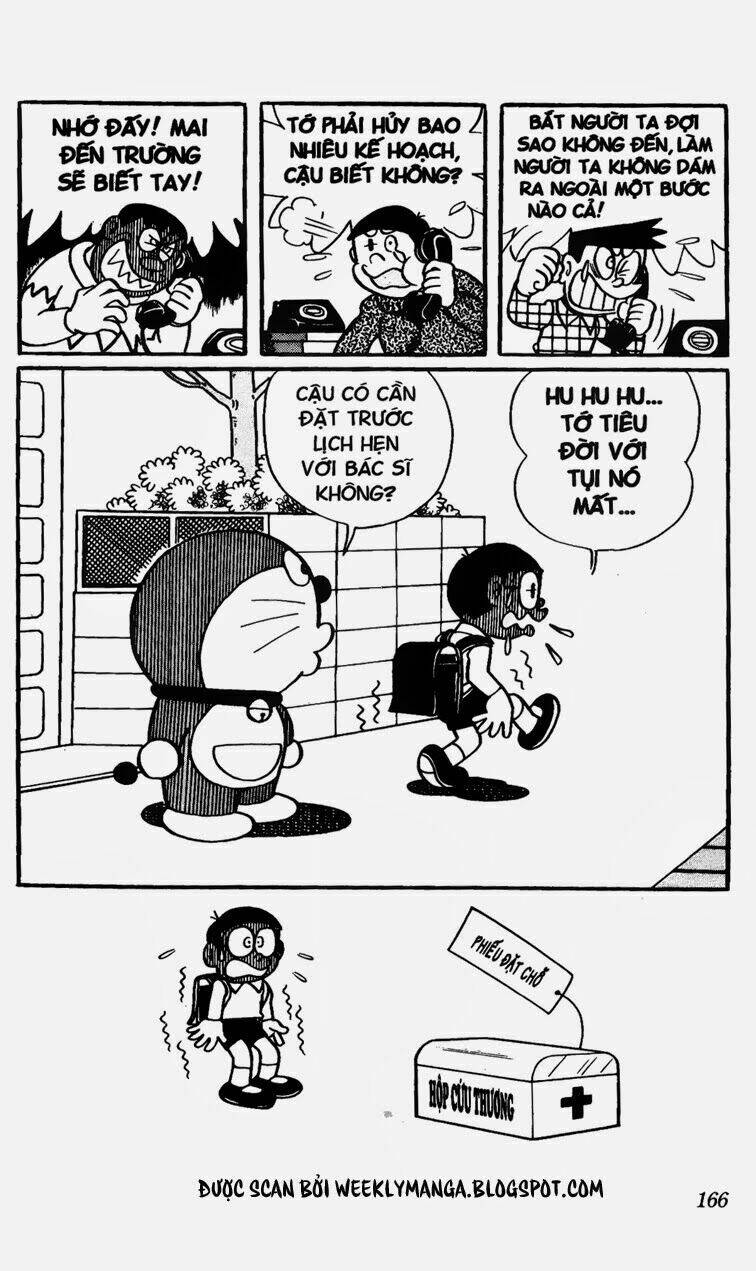 NHỚ ĐẤY! MAI
ĐẾN TRƯỜNG
SẼ BIẾT TAY!
TỚ PHẢI HỦY BAO
NHIÊU KẾ HOẠCH,
CẬU BIẾT KHÔNG?
BẮT NGƯỜI TA ĐỢI
SAO KHÔNG ĐẾN, LÀM
NGƯỜI TA KHÔNG DÁM
RA NGOÀI MỘT BƯỚC
NÀO CẢ!
CẬU CÓ CẦN
ĐẶT TRƯỚC
LỊCH HẸN
VỚI BÁC SĨ
KHÔNG?
HU HU HU...
TỚ TIÊU
ĐỜI VỚI
TỤI NÓ
MẤT...
PHIẾU ĐẶT CHỖ
HỘP CỨU THƯƠNG
ĐƯỢC SCAN BỞI WEEKLYMANGA.BLOGSPOT.COM
166